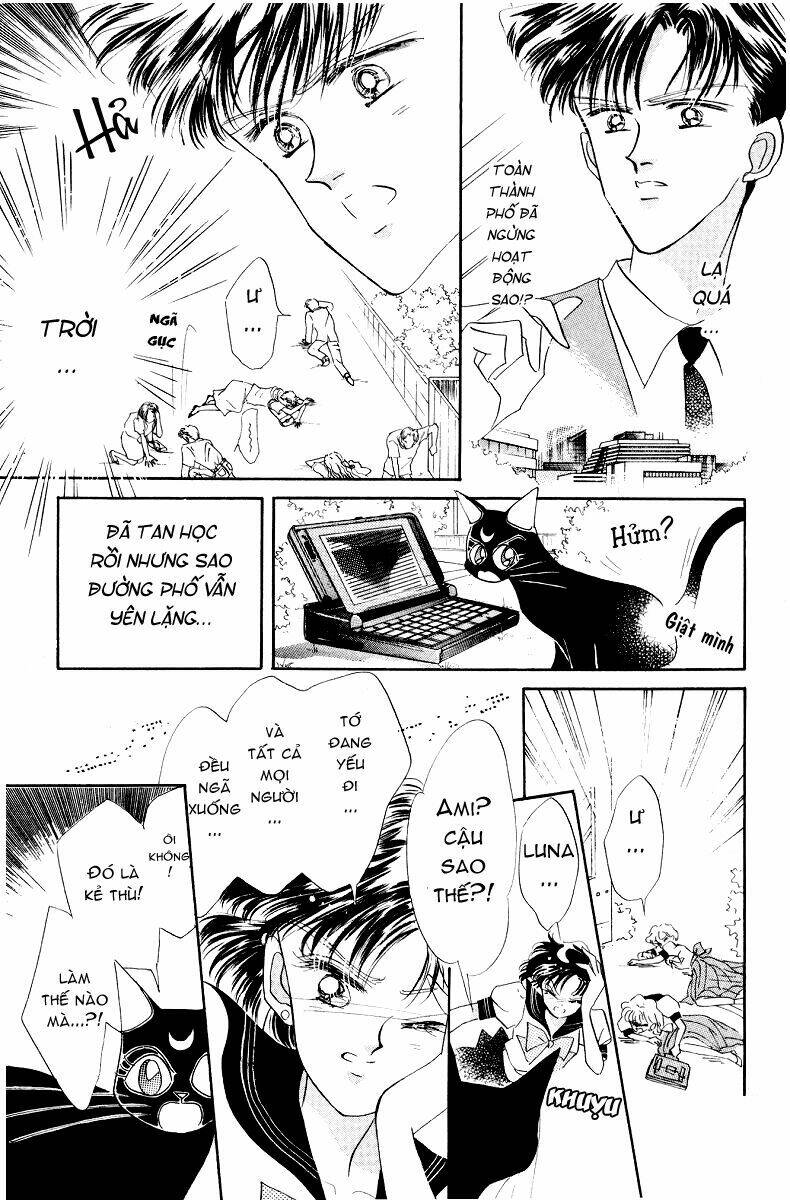 LẠ
QUÁ
...
TOÀN
THÀNH
PHỐ ĐÃ
NGỪNG
HOẠT
ĐỘNG
SAO!?
HẢ
Ư
...
NGÃ
GỤC
TRỜI
...
Hửm?
Giật mình
ĐÃ TAN HỌC
RỒI NHƯNG SAO
ĐƯỜNG PHỐ VẪN
YÊN LẶNG...
Ư
...
LUNA
...
KHUỴU
AMI?
CẬU
SAO
THẾ?!
TỚ
ĐANG
YẾU
ĐI
...
VÀ
TẤT CẢ
MỌI
NGƯỜI
...
ĐỀU
NGÃ
XUỐNG
...
ÔI
KHÔNG
!
ĐÓ LÀ
KẺ THÙ!
LÀM
THẾ NÀO
MÀ...?!